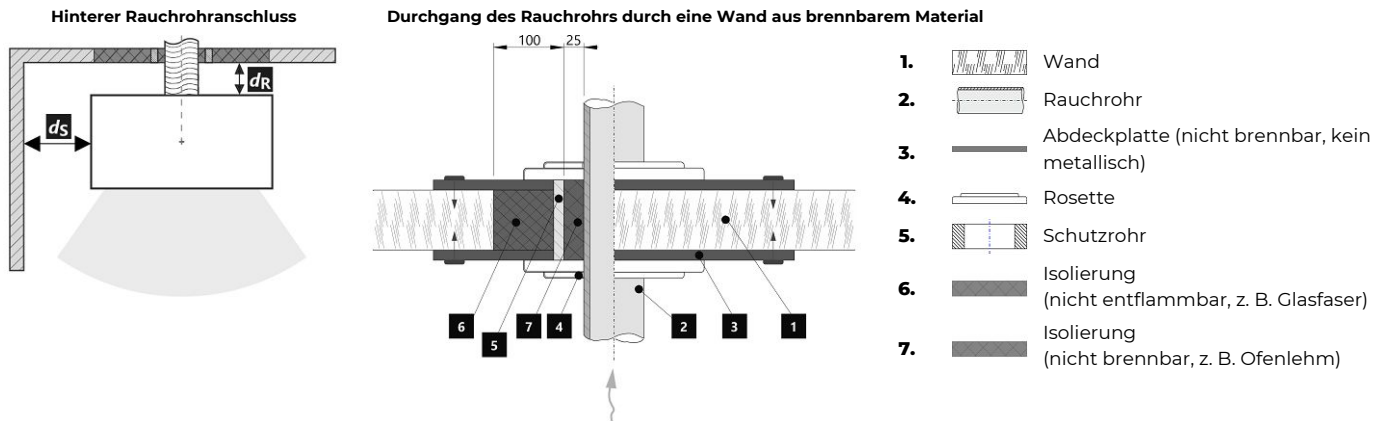 Hinterer Rauchrohranschluss
dR
dS
Durchgang des Rauchrohrs durch eine Wand aus brennbarem Material
100
25
6
5
7
4
2
3
1
1. Wand
2. Rauchrohr
3. Abdeckplatte (nicht brennbar, kein
metallisch)
4. Rosette
5. Schutzrohr
6. Isolierung
(nicht entflammbar, z. B. Glasfaser)
7. Isolierung
(nicht brennbar, z. B. Ofenlehm)